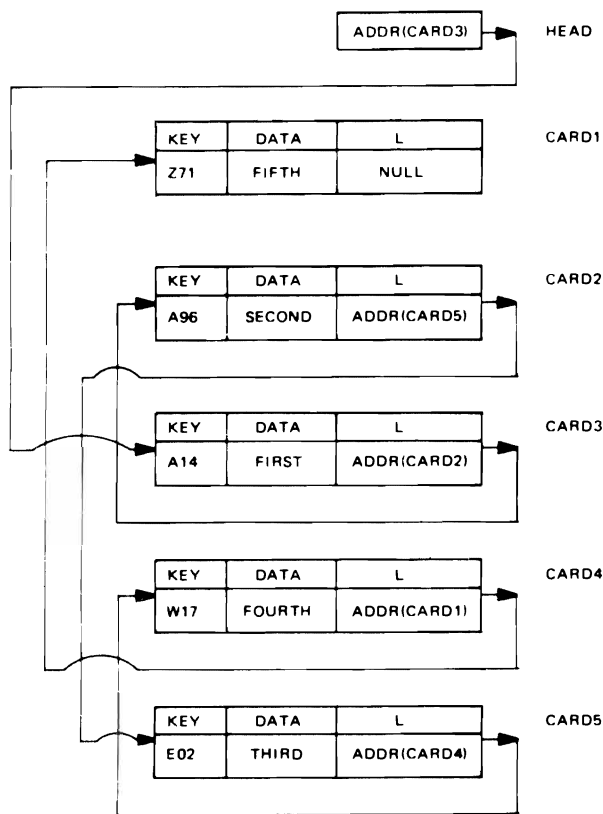 ADDR(CARD3) HEAD
KEY DATA L CARD1
Z71 FIFTH NULL
KEY DATA L CARD2
A96 SECOND ADDR(CARD5)
KEY DATA L CARD3
A14 FIRST ADDR(CARD2)
KEY DATA L CARD4
W17 FOURTH ADDR(CARD1)
KEY DATA L CARD5
E02 THIRD ADDR(CARD4)